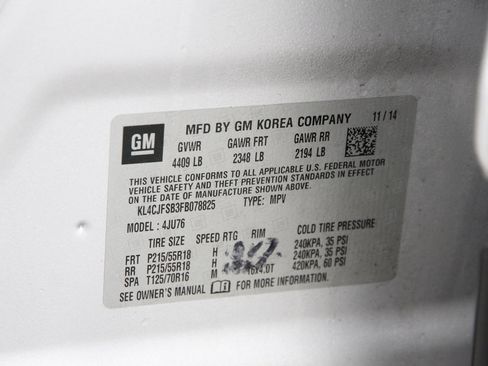 GM
MFD BY GM KOREA COMPANY 11 / 14
GVWR GAWR FRT GAWR RR
4409 LB 2348 LB 2194 LB
THIS VEHICLE CONFORMS TO ALL APPLICABLE U.S. FEDERAL MOTOR
VEHICLE SAFETY AND THEFT PREVENTION STANDARDS IN EFFECT
ON THE DATE OF MANUFACTURE SHOWN ABOVE.
KL4CJFSB3FB078825 TYPE: MPV
MODEL : 4JU76
TIRE SIZE SPEED RTG RIM COLD TIRE PRESSURE
FRT P215/55R18 H 240KPA, 35 PSI
RR P215/55R18 H 240KPA, 35 PSI
SPA T125/70R16 M 16x4.0T 420KPA, 60 PSI
SEE OWNER'S MANUAL FOR MORE INFORMATION.